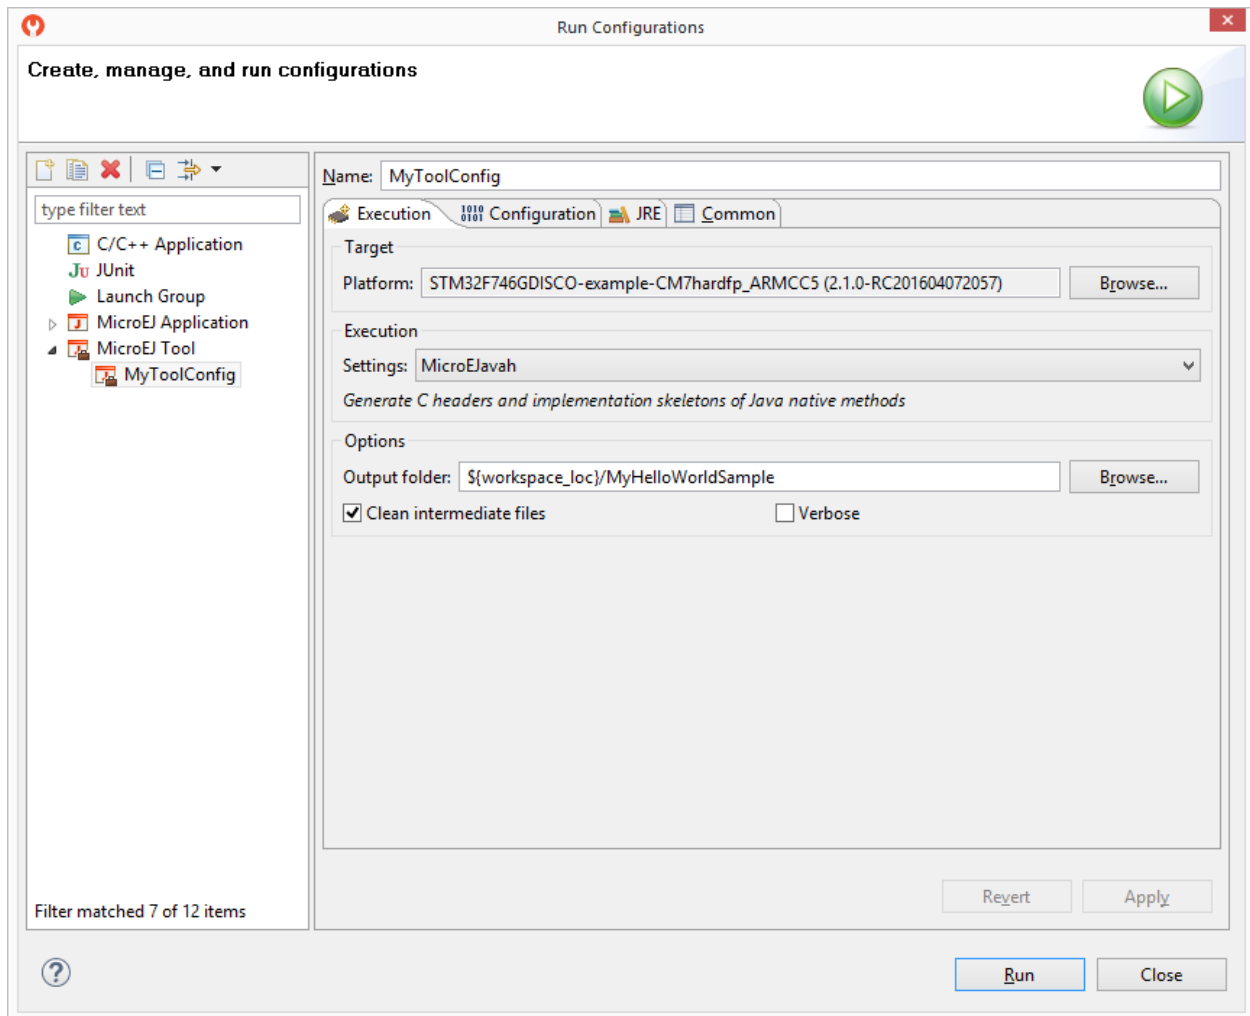 Run Configurations
Create, manage, and run configurations
type filter text
C/C++ Application
JUnit
Launch Group
MicroEJ Application
MicroEJ Tool
MyToolConfig
Filter matched 7 of 12 items
Name: MyToolConfig
Execution Configuration JRE Common
Target
Platform: STM32F746GDISCO-example-CM7hardfp_ARMCC5 (2.1.0-RC201604072057) Browse...
Execution
Settings: MicroEJavah
Generate C headers and implementation skeletons of Java native methods
Options
Output folder: ${workspace_loc}/MyHelloWorldSample Browse...
Clean intermediate files Verbose
Revert Apply
Run Close